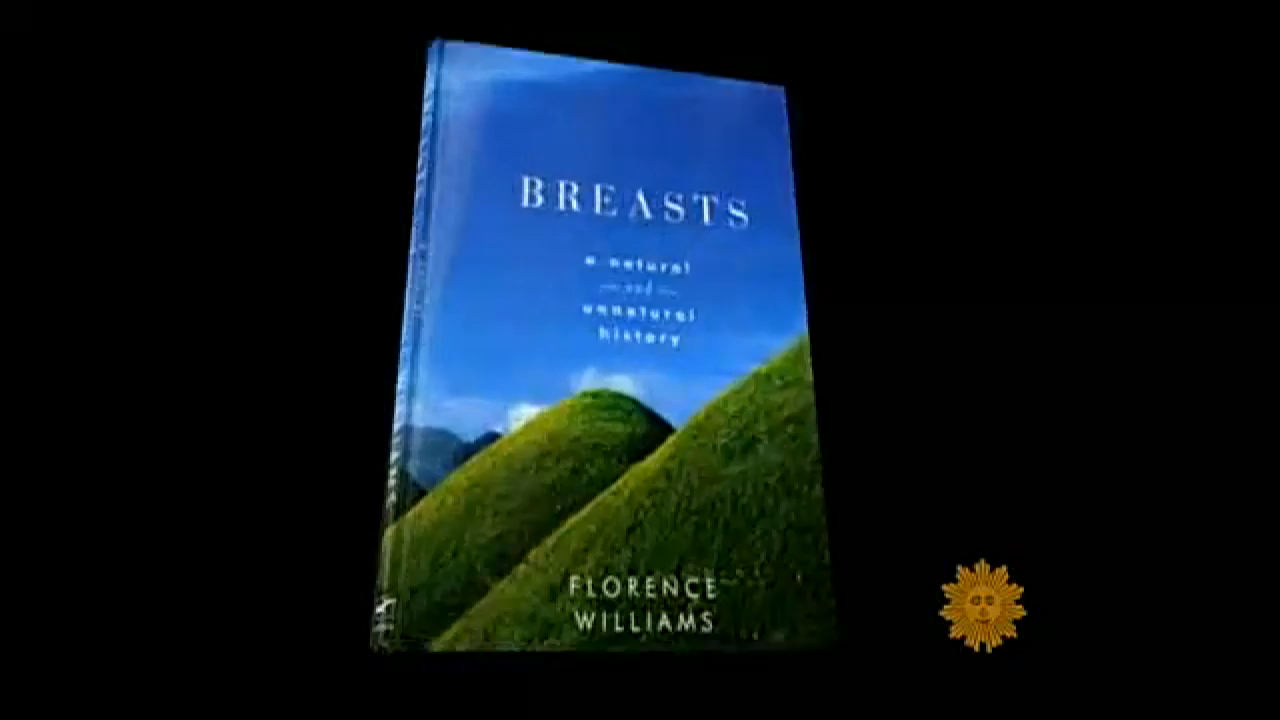 BREASTS
a natural
and
unnatural
history
FLORENCE
WILLIAMS